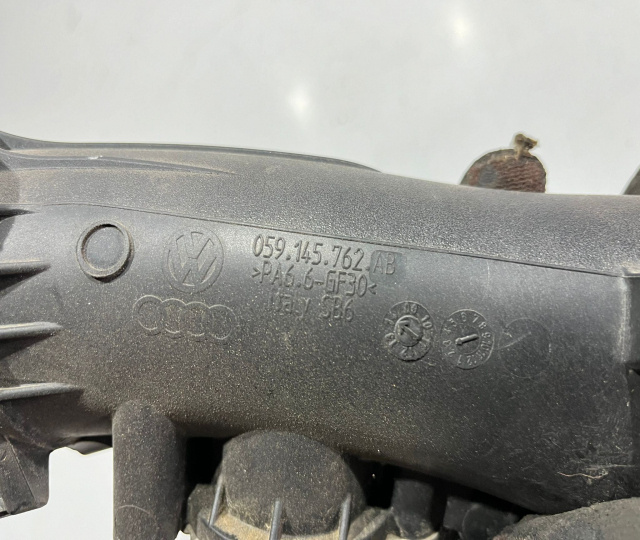 059.145.762 AB
>PA6.6-GF30<
Italy SB6